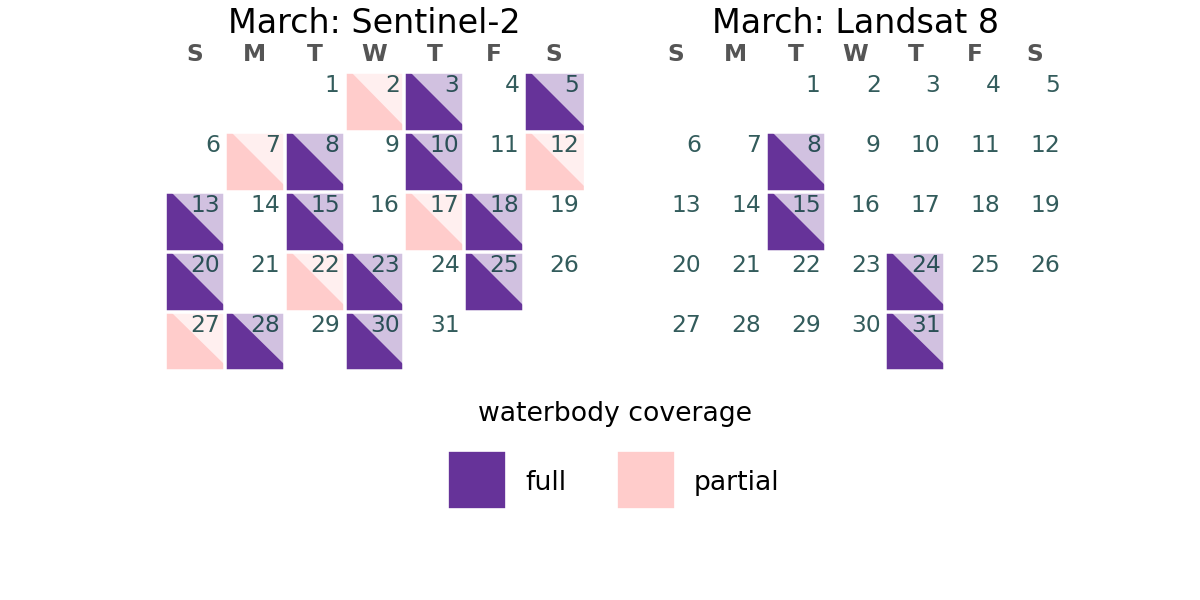 March: Sentinel-2
S M T W T F S
1 2 3 4 5
6 7 8 9 10 11 12
13 14 15 16 17 18 19
20 21 22 23 24 25 26
27 28 29 30 31
March: Landsat 8
S M T W T F S
1 2 3 4 5
6 7 8 9 10 11 12
13 14 15 16 17 18 19
20 21 22 23 24 25 26
27 28 29 30 31
waterbody coverage
full partial